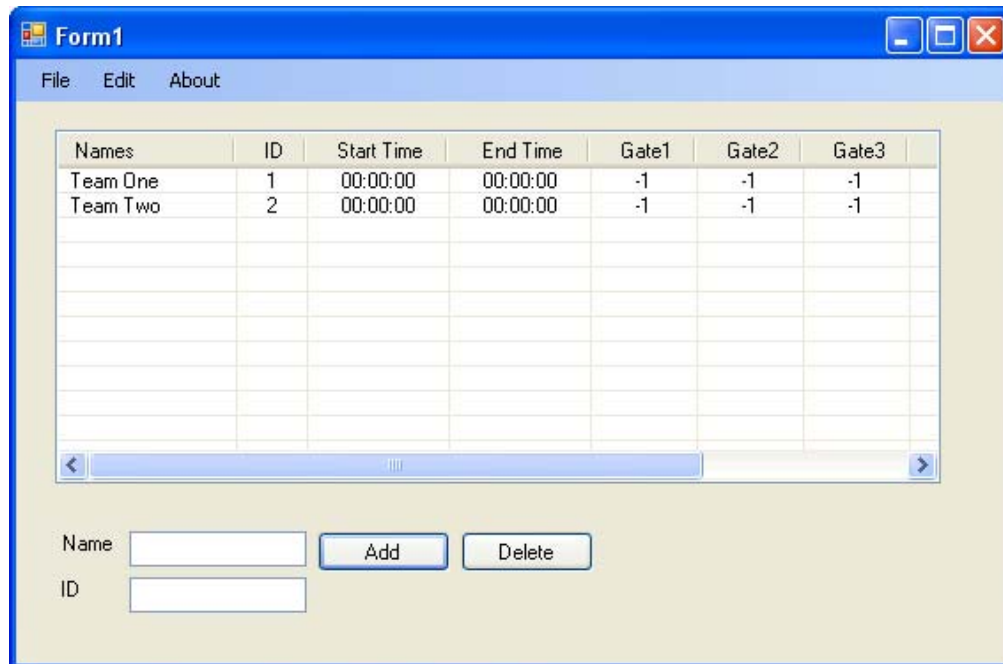 Form1
File Edit About
Names ID Start Time End Time Gate1 Gate2 Gate3
Team One 1 00:00:00 00:00:00 -1 -1 -1
Team Two 2 00:00:00 00:00:00 -1 -1 -1
Name Add Delete
ID